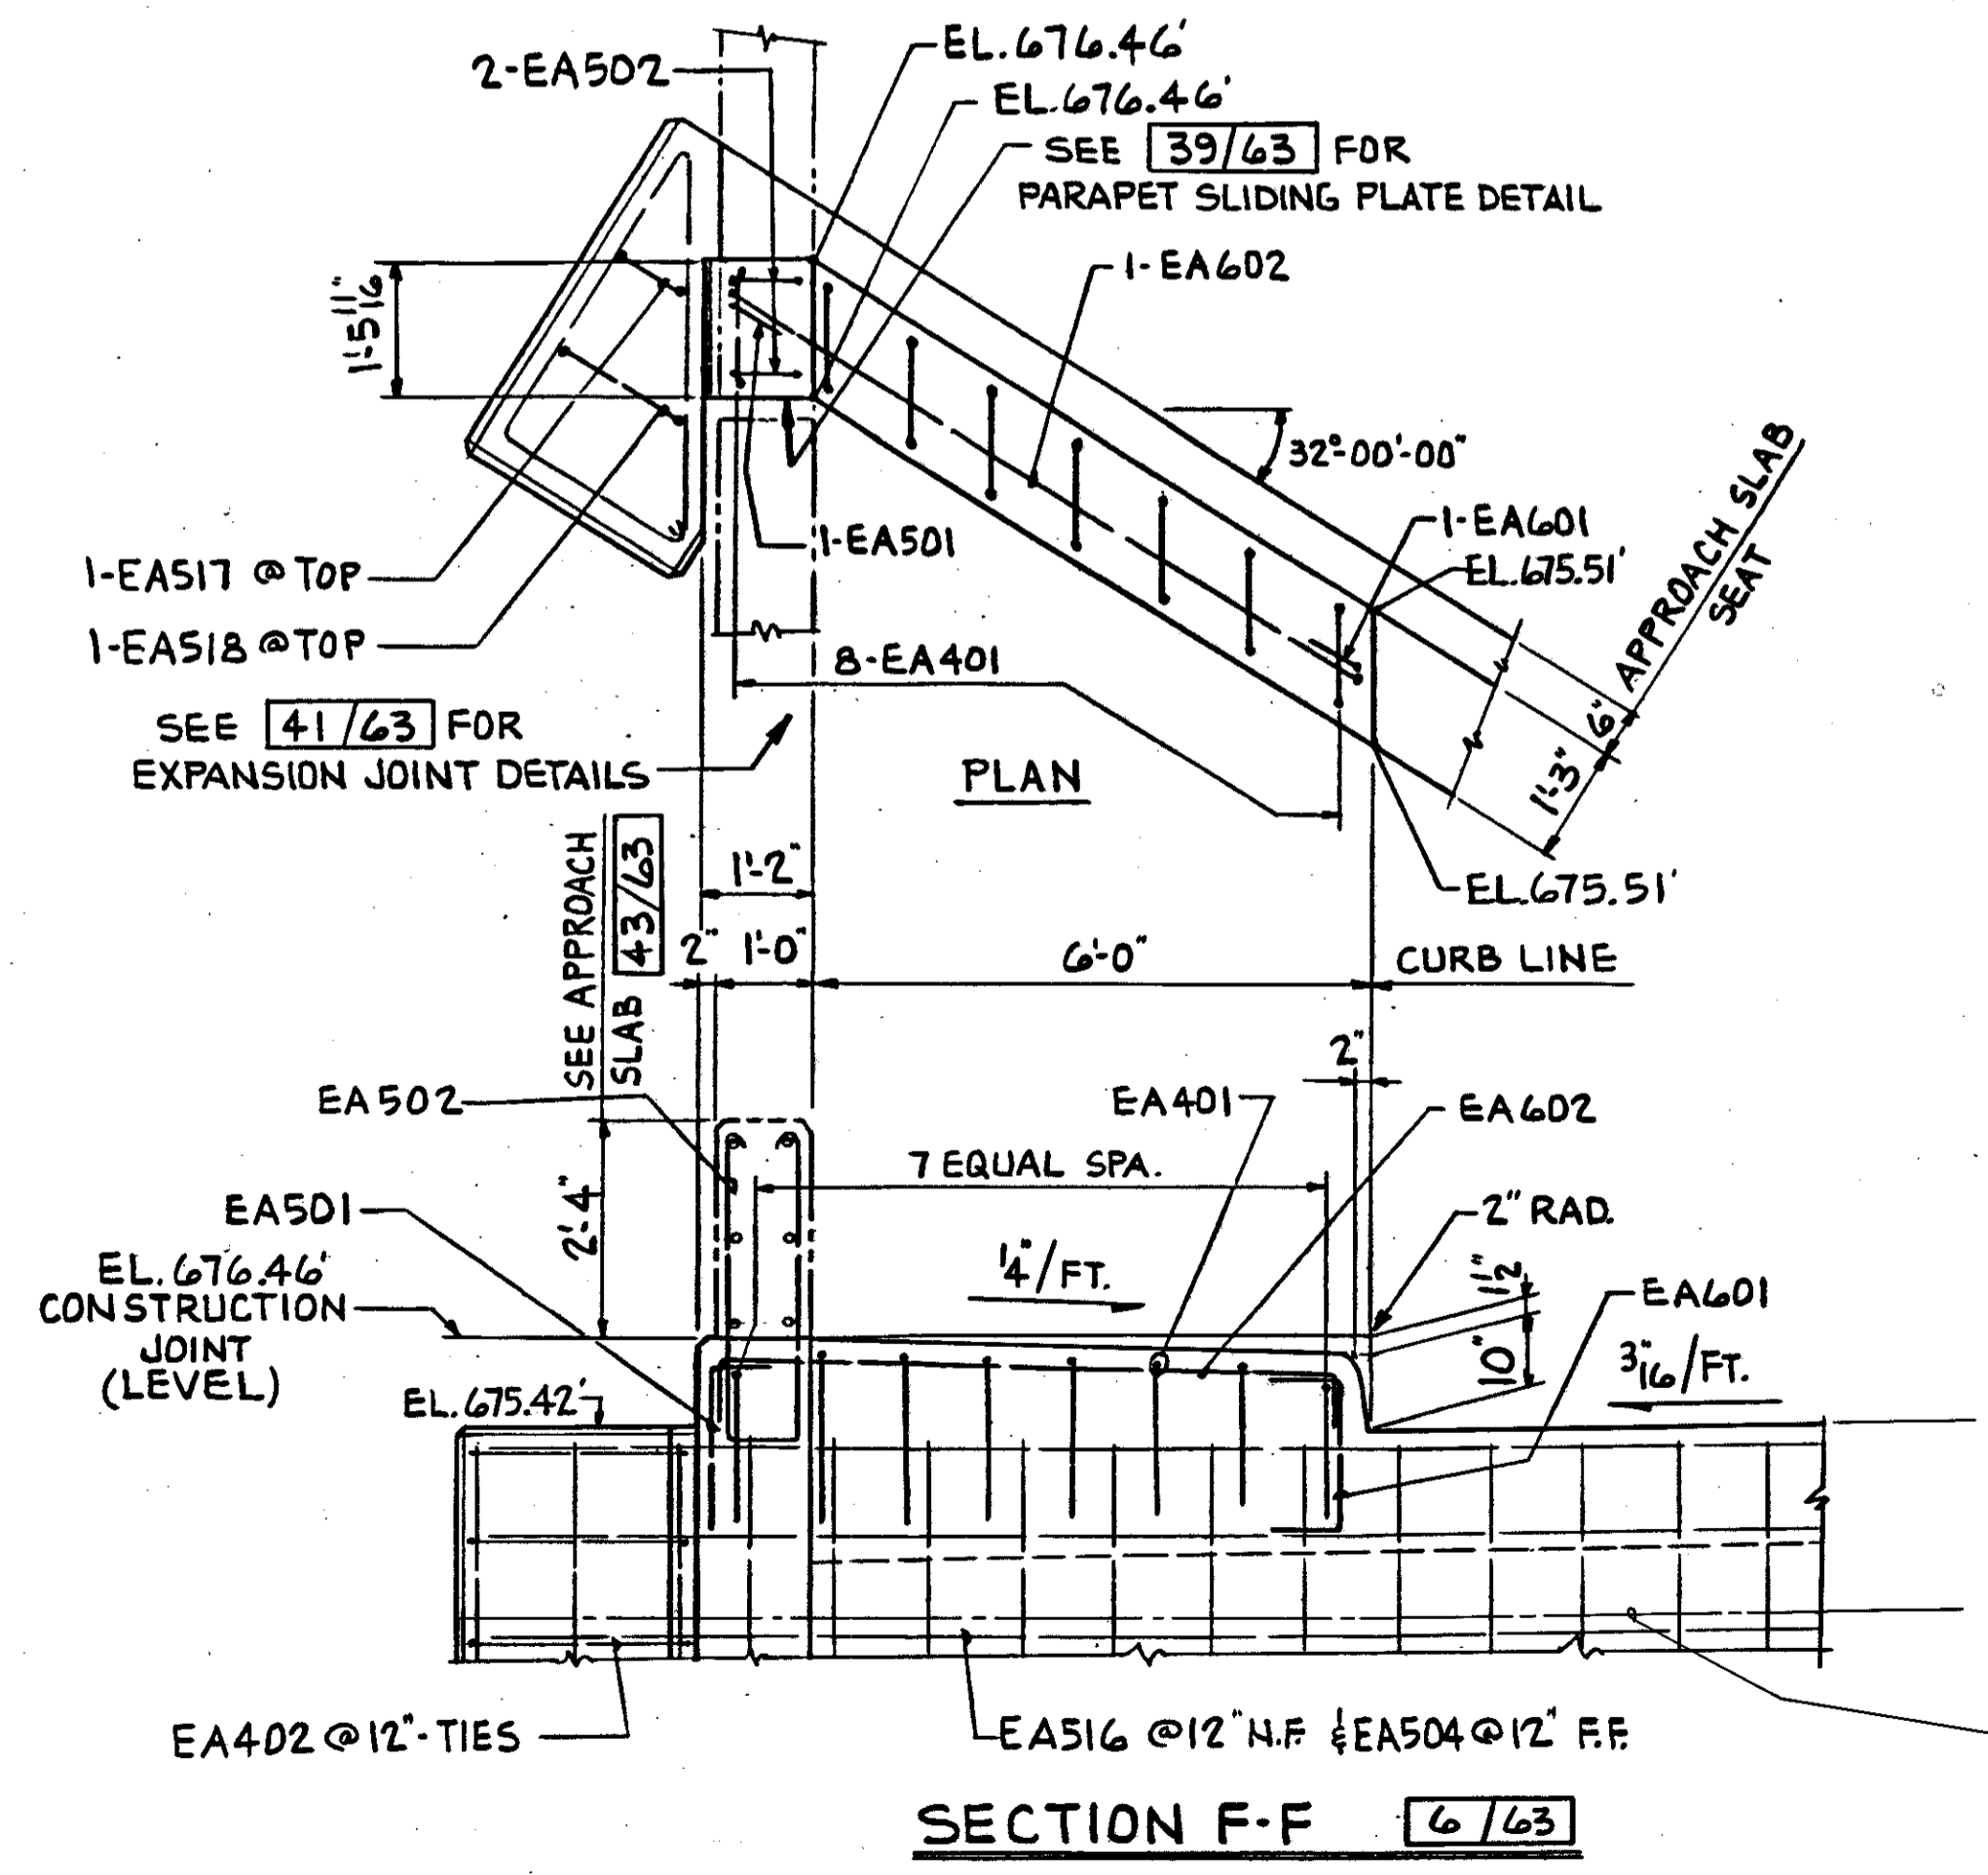 2-EA502
EL.676.46'
EL.676.46'
SEE 39/63 FOR
PARAPET SLIDING PLATE DETAIL
1-EA602
1'-5 11/16"
32°-00'-00"
1-EA501
1-EA601
EL.675.51'
APPROACH SLAB
SEAT
1-EA517 @ TOP
1-EA518 @ TOP
8-EA401
SEE 41/63 FOR
EXPANSION JOINT DETAILS
PLAN
6"
1'-3"
EL.675.51'
SEE APPROACH
SLAB 43/63
1'-2"
2"
1'-0"
6'-0"
CURB LINE
2"
EA502
EA401
EA602
7 EQUAL SPA.
EA501
2'-4"
2" RAD.
1/4"/FT.
1 1/2"
EL.676.46'
CONSTRUCTION
JOINT
(LEVEL)
EA601
10"
3/16"/FT.
EL.675.42'
EA402 @ 12"-TIES
EA516 @ 12" N.F. & EA504 @ 12" F.F.
SECTION F-F 6/63